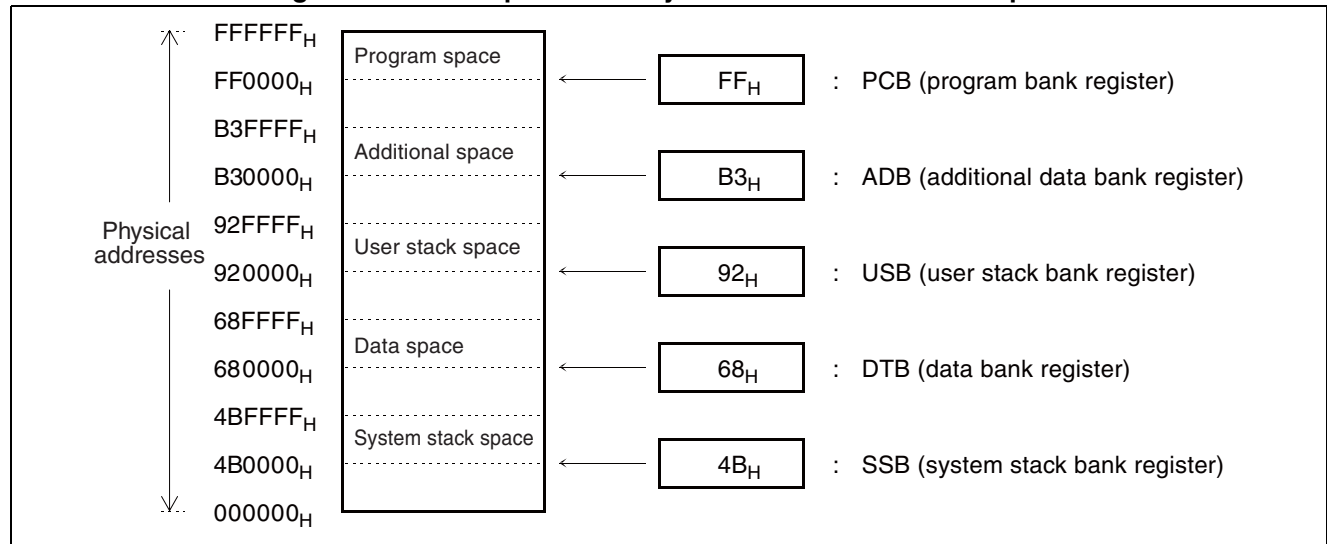 FFFFFFH
Program space
FF0000H
FFH : PCB (program bank register)
B3FFFFH
Additional space
B30000H
B3H : ADB (additional data bank register)
Physical addresses
92FFFFH
User stack space
920000H
92H : USB (user stack bank register)
68FFFFH
Data space
680000H
68H : DTB (data bank register)
4BFFFFH
System stack space
4B0000H
4BH : SSB (system stack bank register)
000000H